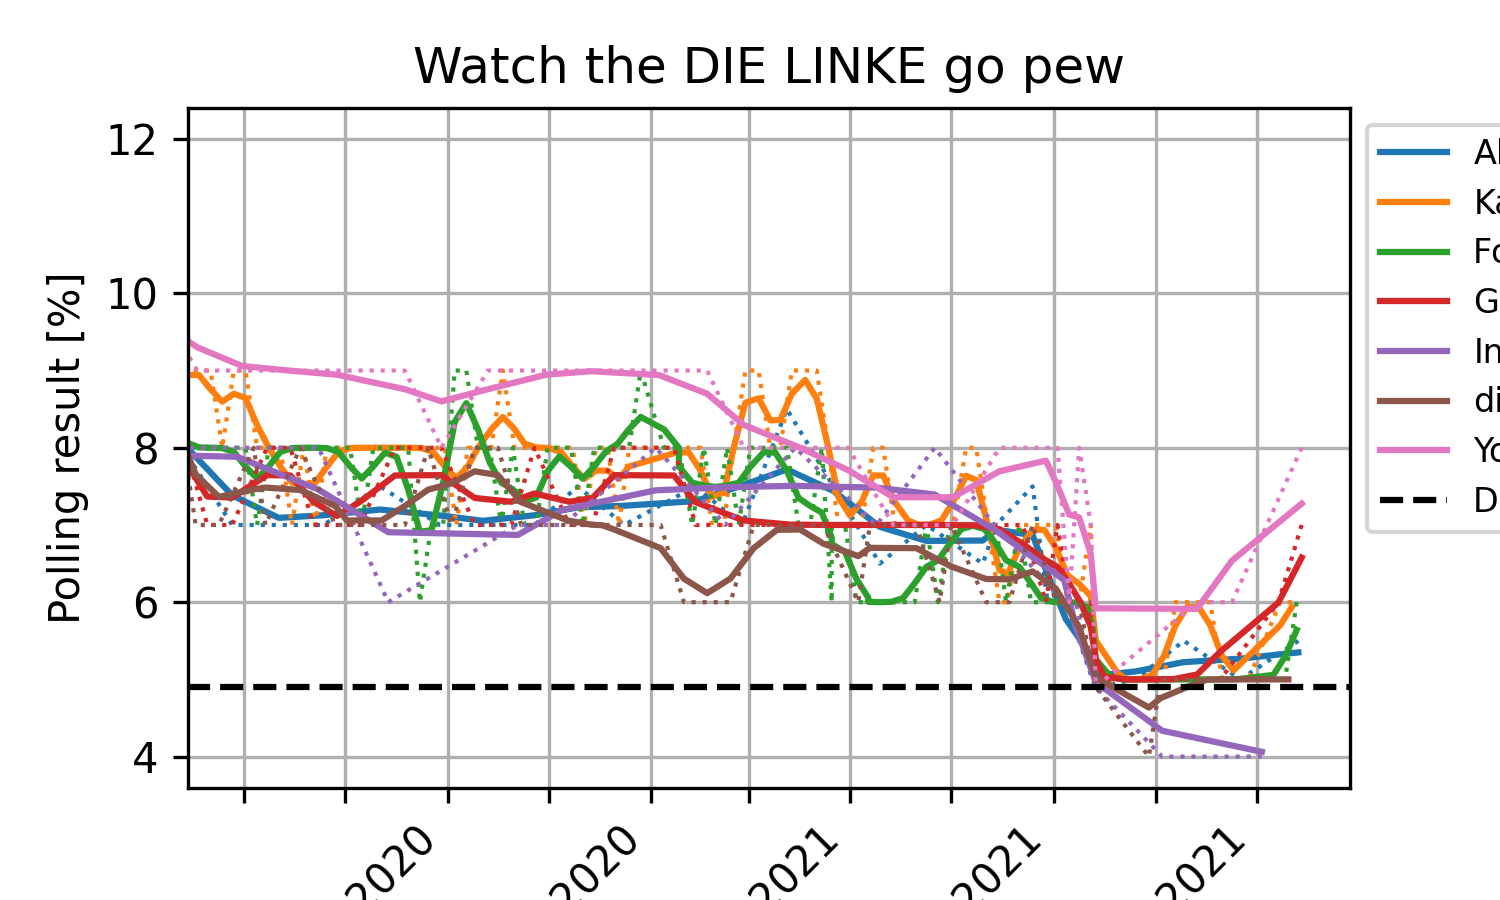 Watch the DIE LINKE go pew
Polling result [%]
12
10
8
6
4
2020
2020
2021
2021
2021
Al
Ka
Fo
G
In
di
Yo
D